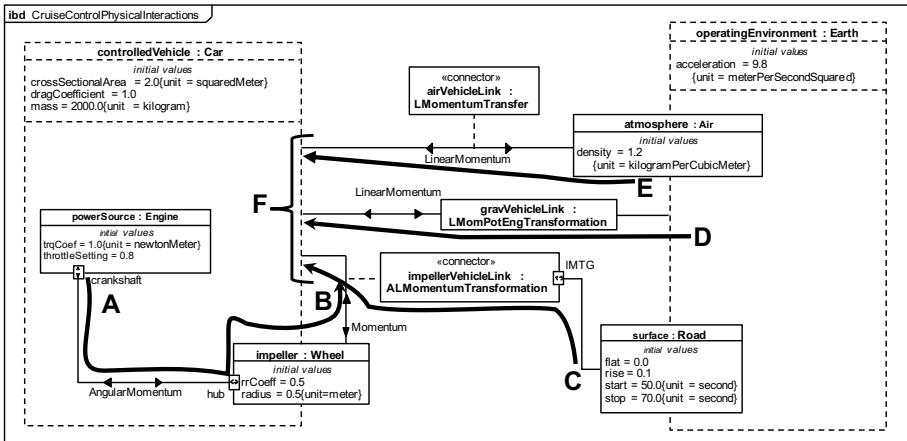 ibd CruiseControlPhysicalInteractions
controlledVehicle : Car
initial values
crossSectionalArea = 2.0{unit = squaredMeter}
dragCoefficient = 1.0
mass = 2000.0{unit = kilogram}
operatingEnvironment : Earth
initial values
acceleration = 9.8
{unit = meterPerSecondSquared}
«connector»
airVehicleLink :
LMomentumTransfer
atmosphere : Air
initial values
density = 1.2
{unit = kilogramPerCubicMeter}
LinearMomentum
E
LinearMomentum
F
gravVehicleLink :
LMomPotEngTransformation
D
powerSource : Engine
initial values
trqCoef = 1.0{unit = newtonMeter}
throttleSetting = 0.8
crankshaft
A
B
«connector»
impellerVehicleLink :
ALMomentumTransformation
IMTG
Momentum
C
impeller : Wheel
initial values
rrCoeff = 0.5
radius = 0.5{unit=meter}
hub
AngularMomentum
surface : Road
initial values
flat = 0.0
rise = 0.1
start = 50.0{unit = second}
stop = 70.0{unit = second}